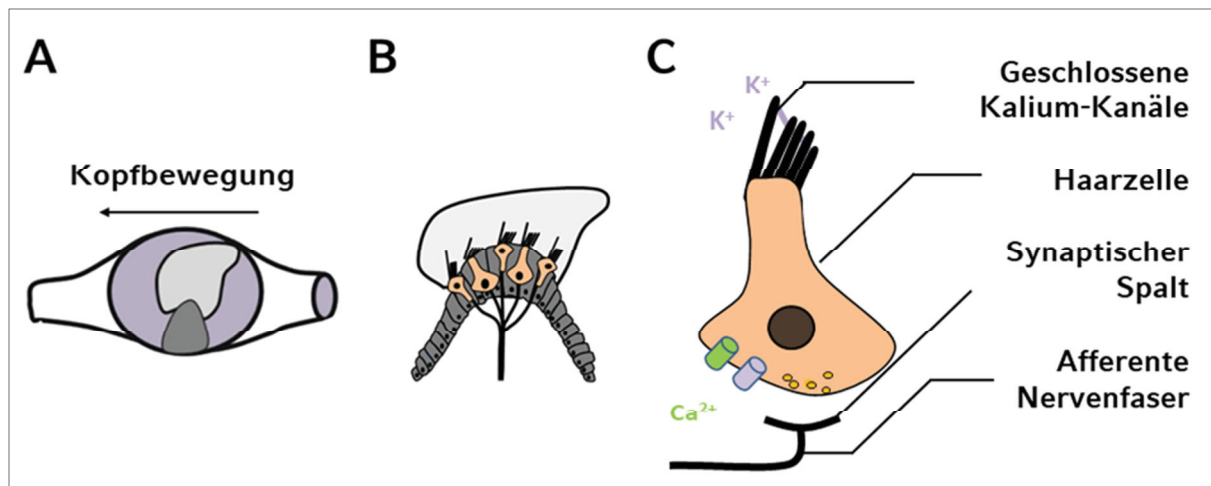 A
Kopfbewegung
B
C
K⁺
K⁺
Geschlossene
Kalium-Kanäle
Haarzelle
Synaptischer
Spalt
Afferente
Nervenfaser
Ca²⁺